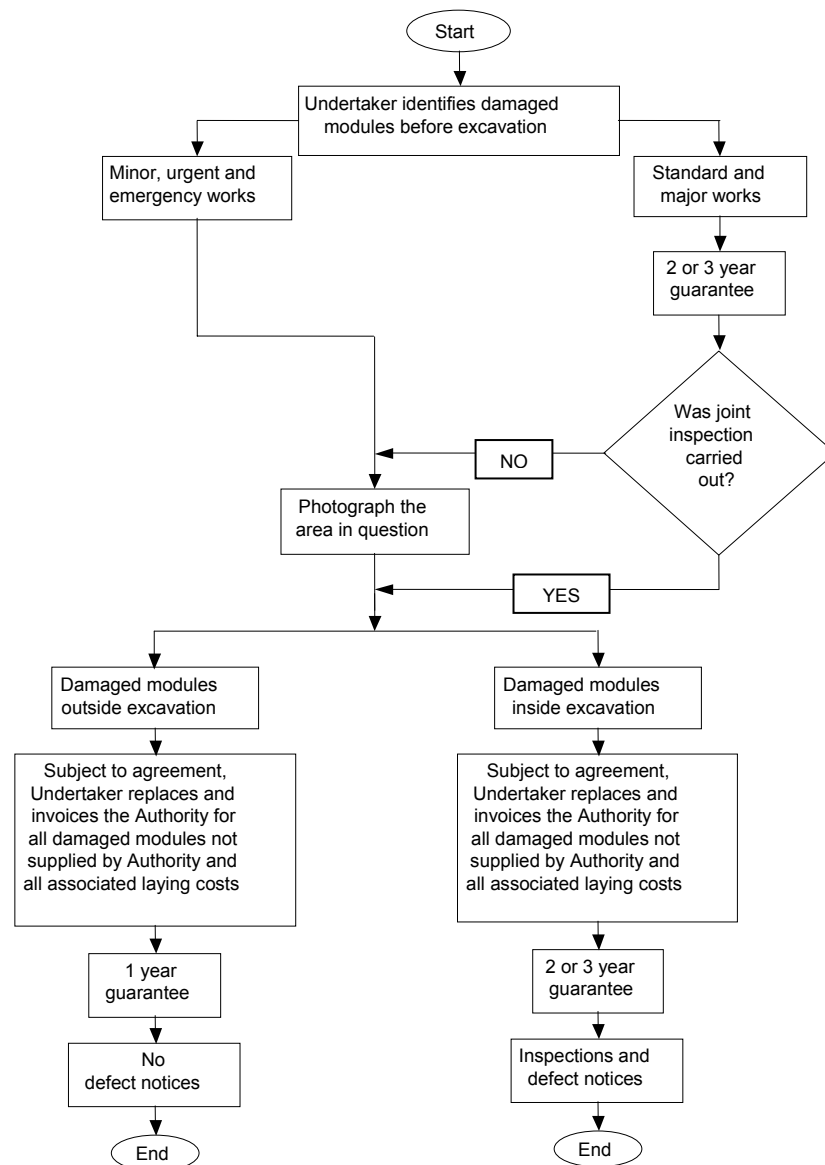 Start
Undertaker identifies damaged
modules before excavation
Minor, urgent and
emergency works
Standard and
major works
2 or 3 year
guarantee
Was joint
inspection
carried
out?
NO
Photograph the
area in question
YES
Damaged modules
outside excavation
Damaged modules
inside excavation
Subject to agreement,
Undertaker replaces and
invoices the Authority for
all damaged modules not
supplied by Authority and
all associated laying costs
Subject to agreement,
Undertaker replaces and
invoices the Authority for
all damaged modules not
supplied by Authority and
all associated laying costs
1 year
guarantee
2 or 3 year
guarantee
No
defect notices
Inspections and
defect notices
End
End